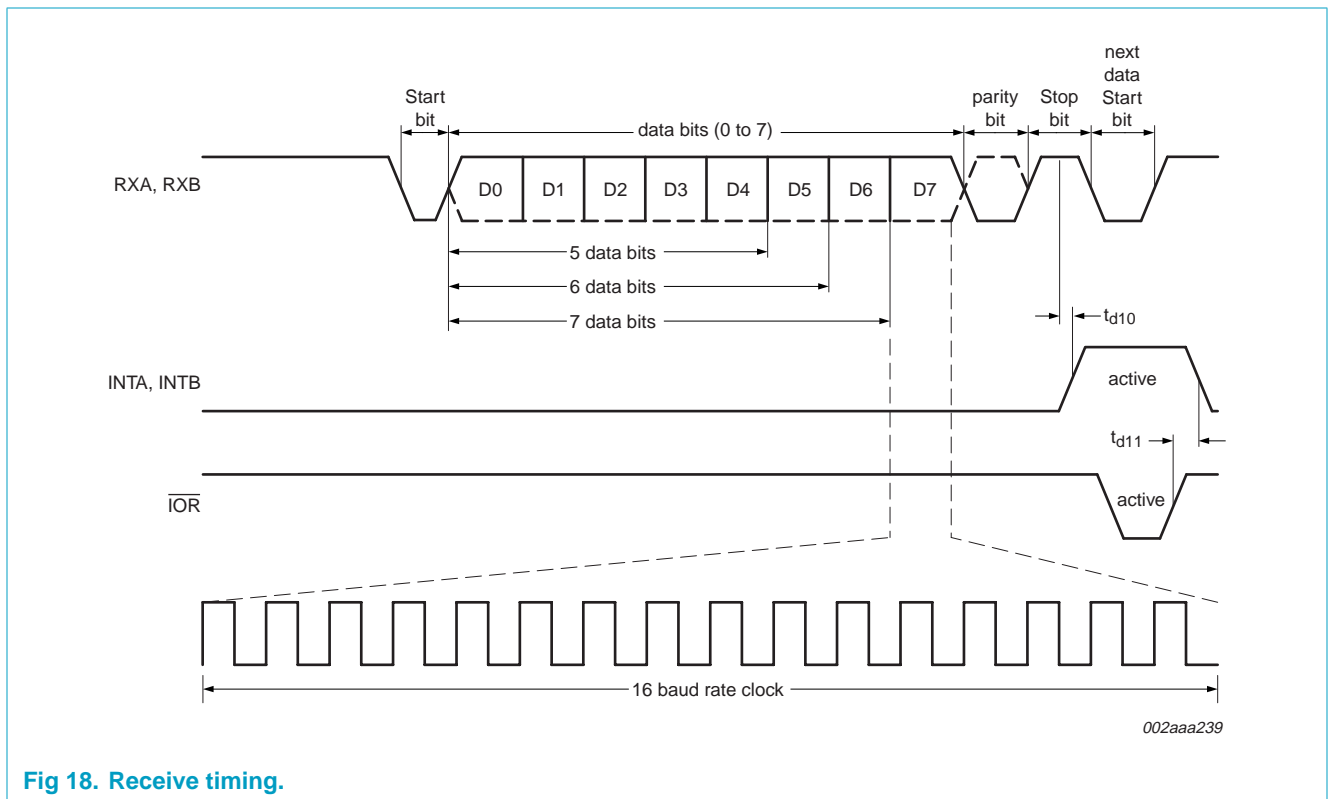 next
data
Start
bit
Start
bit
parity
bit
Stop
bit
data bits (0 to 7)
RXA, RXB
D0 D1 D2 D3 D4 D5 D6 D7
5 data bits
6 data bits
7 data bits
td10
INTA, INTB
active
td11
IOR
active
16 baud rate clock
002aaa239
Fig 18. Receive timing.